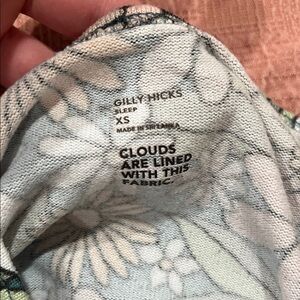 GILLY HICKS
SLEEP
XS
MADE IN SRI LANKA
CLOUDS
ARE LINED
WITH THIS
FABRIC.